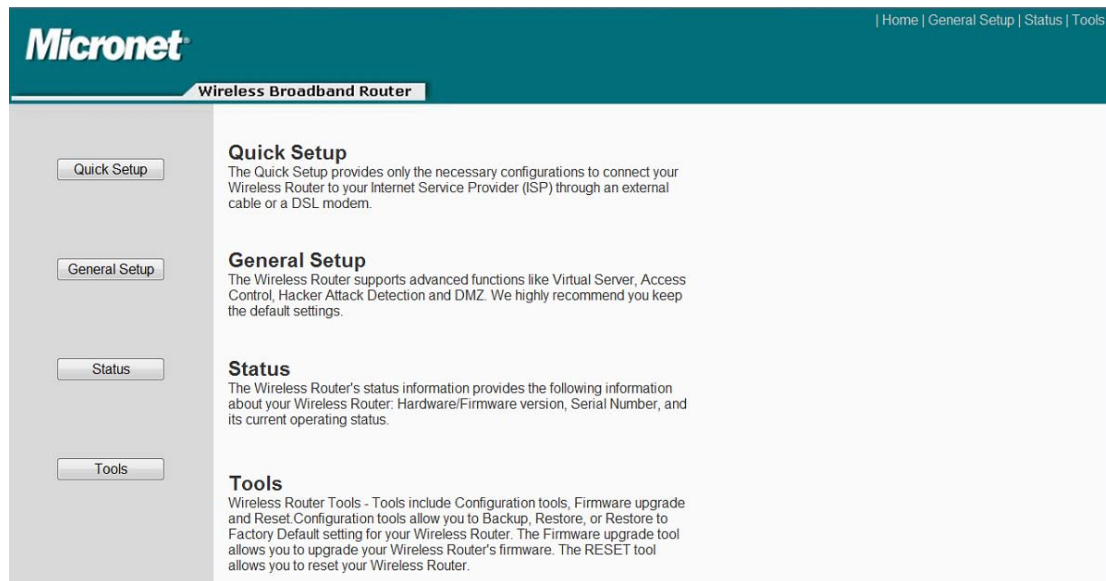 | Home | General Setup | Status | Tools
Micronet
Wireless Broadband Router
Quick Setup
Quick Setup
The Quick Setup provides only the necessary configurations to connect your
Wireless Router to your Internet Service Provider (ISP) through an external
cable or a DSL modem.
General Setup
General Setup
The Wireless Router supports advanced functions like Virtual Server, Access
Control, Hacker Attack Detection and DMZ. We highly recommend you keep
the default settings.
Status
Status
The Wireless Router's status information provides the following information
about your Wireless Router: Hardware/Firmware version, Serial Number, and
its current operating status.
Tools
Tools
Wireless Router Tools - Tools include Configuration tools, Firmware upgrade
and Reset.Configuration tools allow you to Backup, Restore, or Restore to
Factory Default setting for your Wireless Router. The Firmware upgrade tool
allows you to upgrade your Wireless Router's firmware. The RESET tool
allows you to reset your Wireless Router.